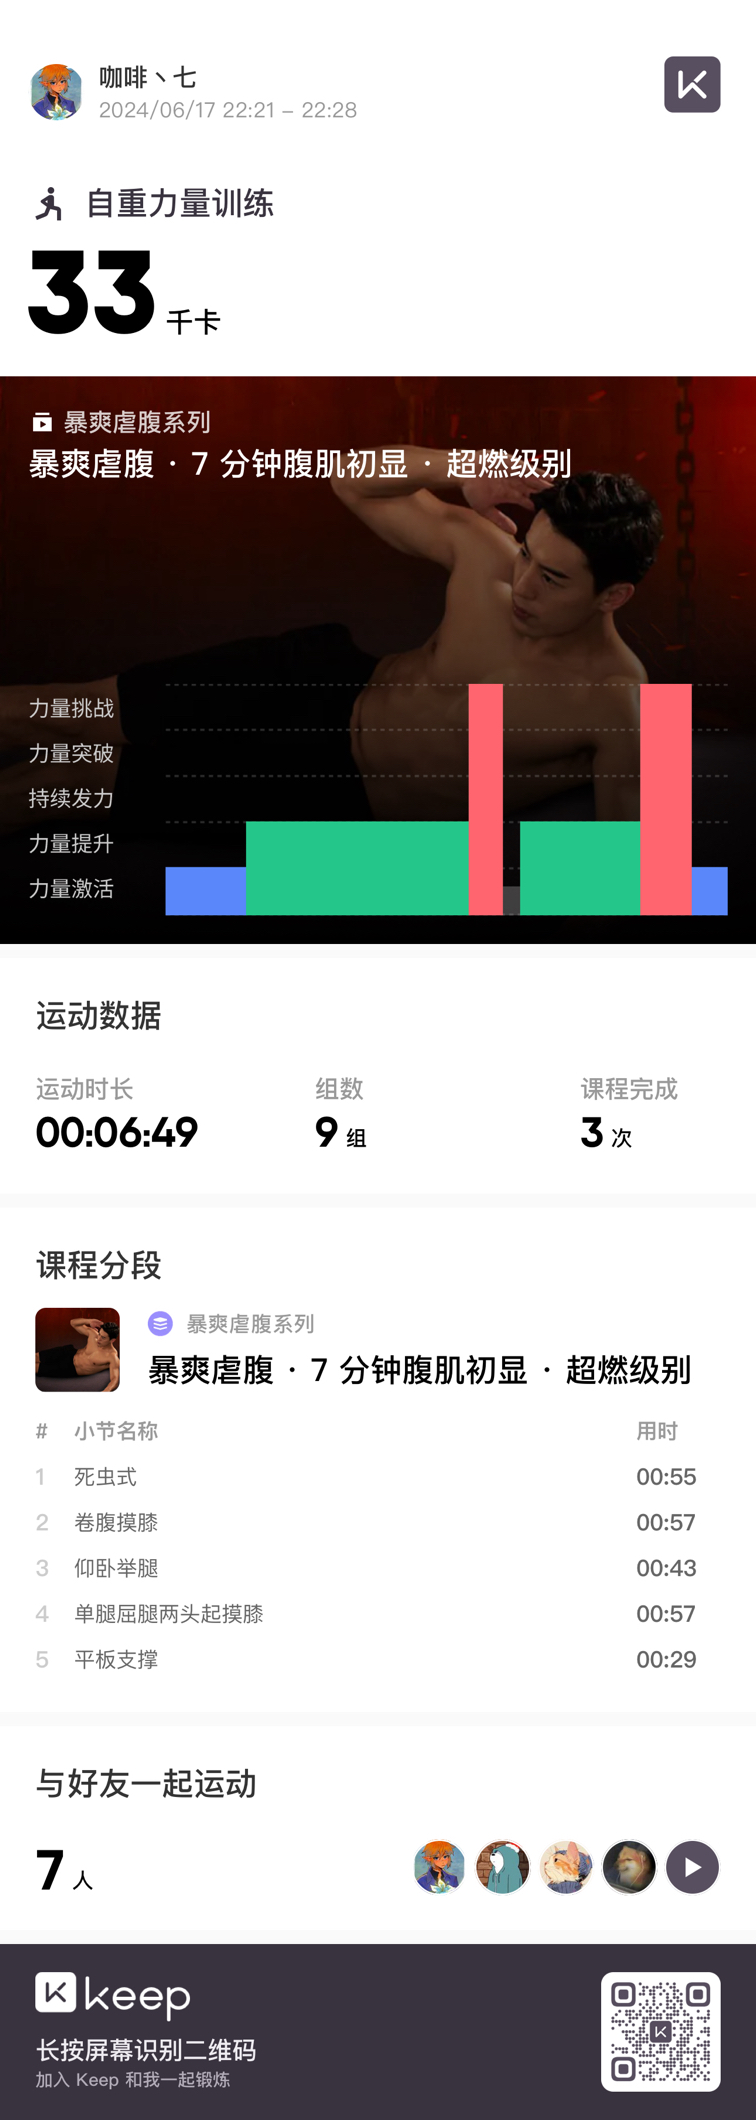 咖啡丶七
2024/06/17 22:21 – 22:28
自重力量训练
33 千卡
暴爽虐腹系列
暴爽虐腹 · 7 分钟腹肌初显 · 超燃级别
力量挑战
力量突破
持续发力
力量提升
力量激活
运动数据
运动时长 组数 课程完成
00:06:49 9 组 3 次
课程分段
暴爽虐腹系列
暴爽虐腹 · 7 分钟腹肌初显 · 超燃级别
# 小节名称 用时
1 死虫式 00:55
2 卷腹摸膝 00:57
3 仰卧举腿 00:43
4 单腿屈腿两头起摸膝 00:57
5 平板支撑 00:29
与好友一起运动
7 人
keep
长按屏幕识别二维码
加入 Keep 和我一起锻炼